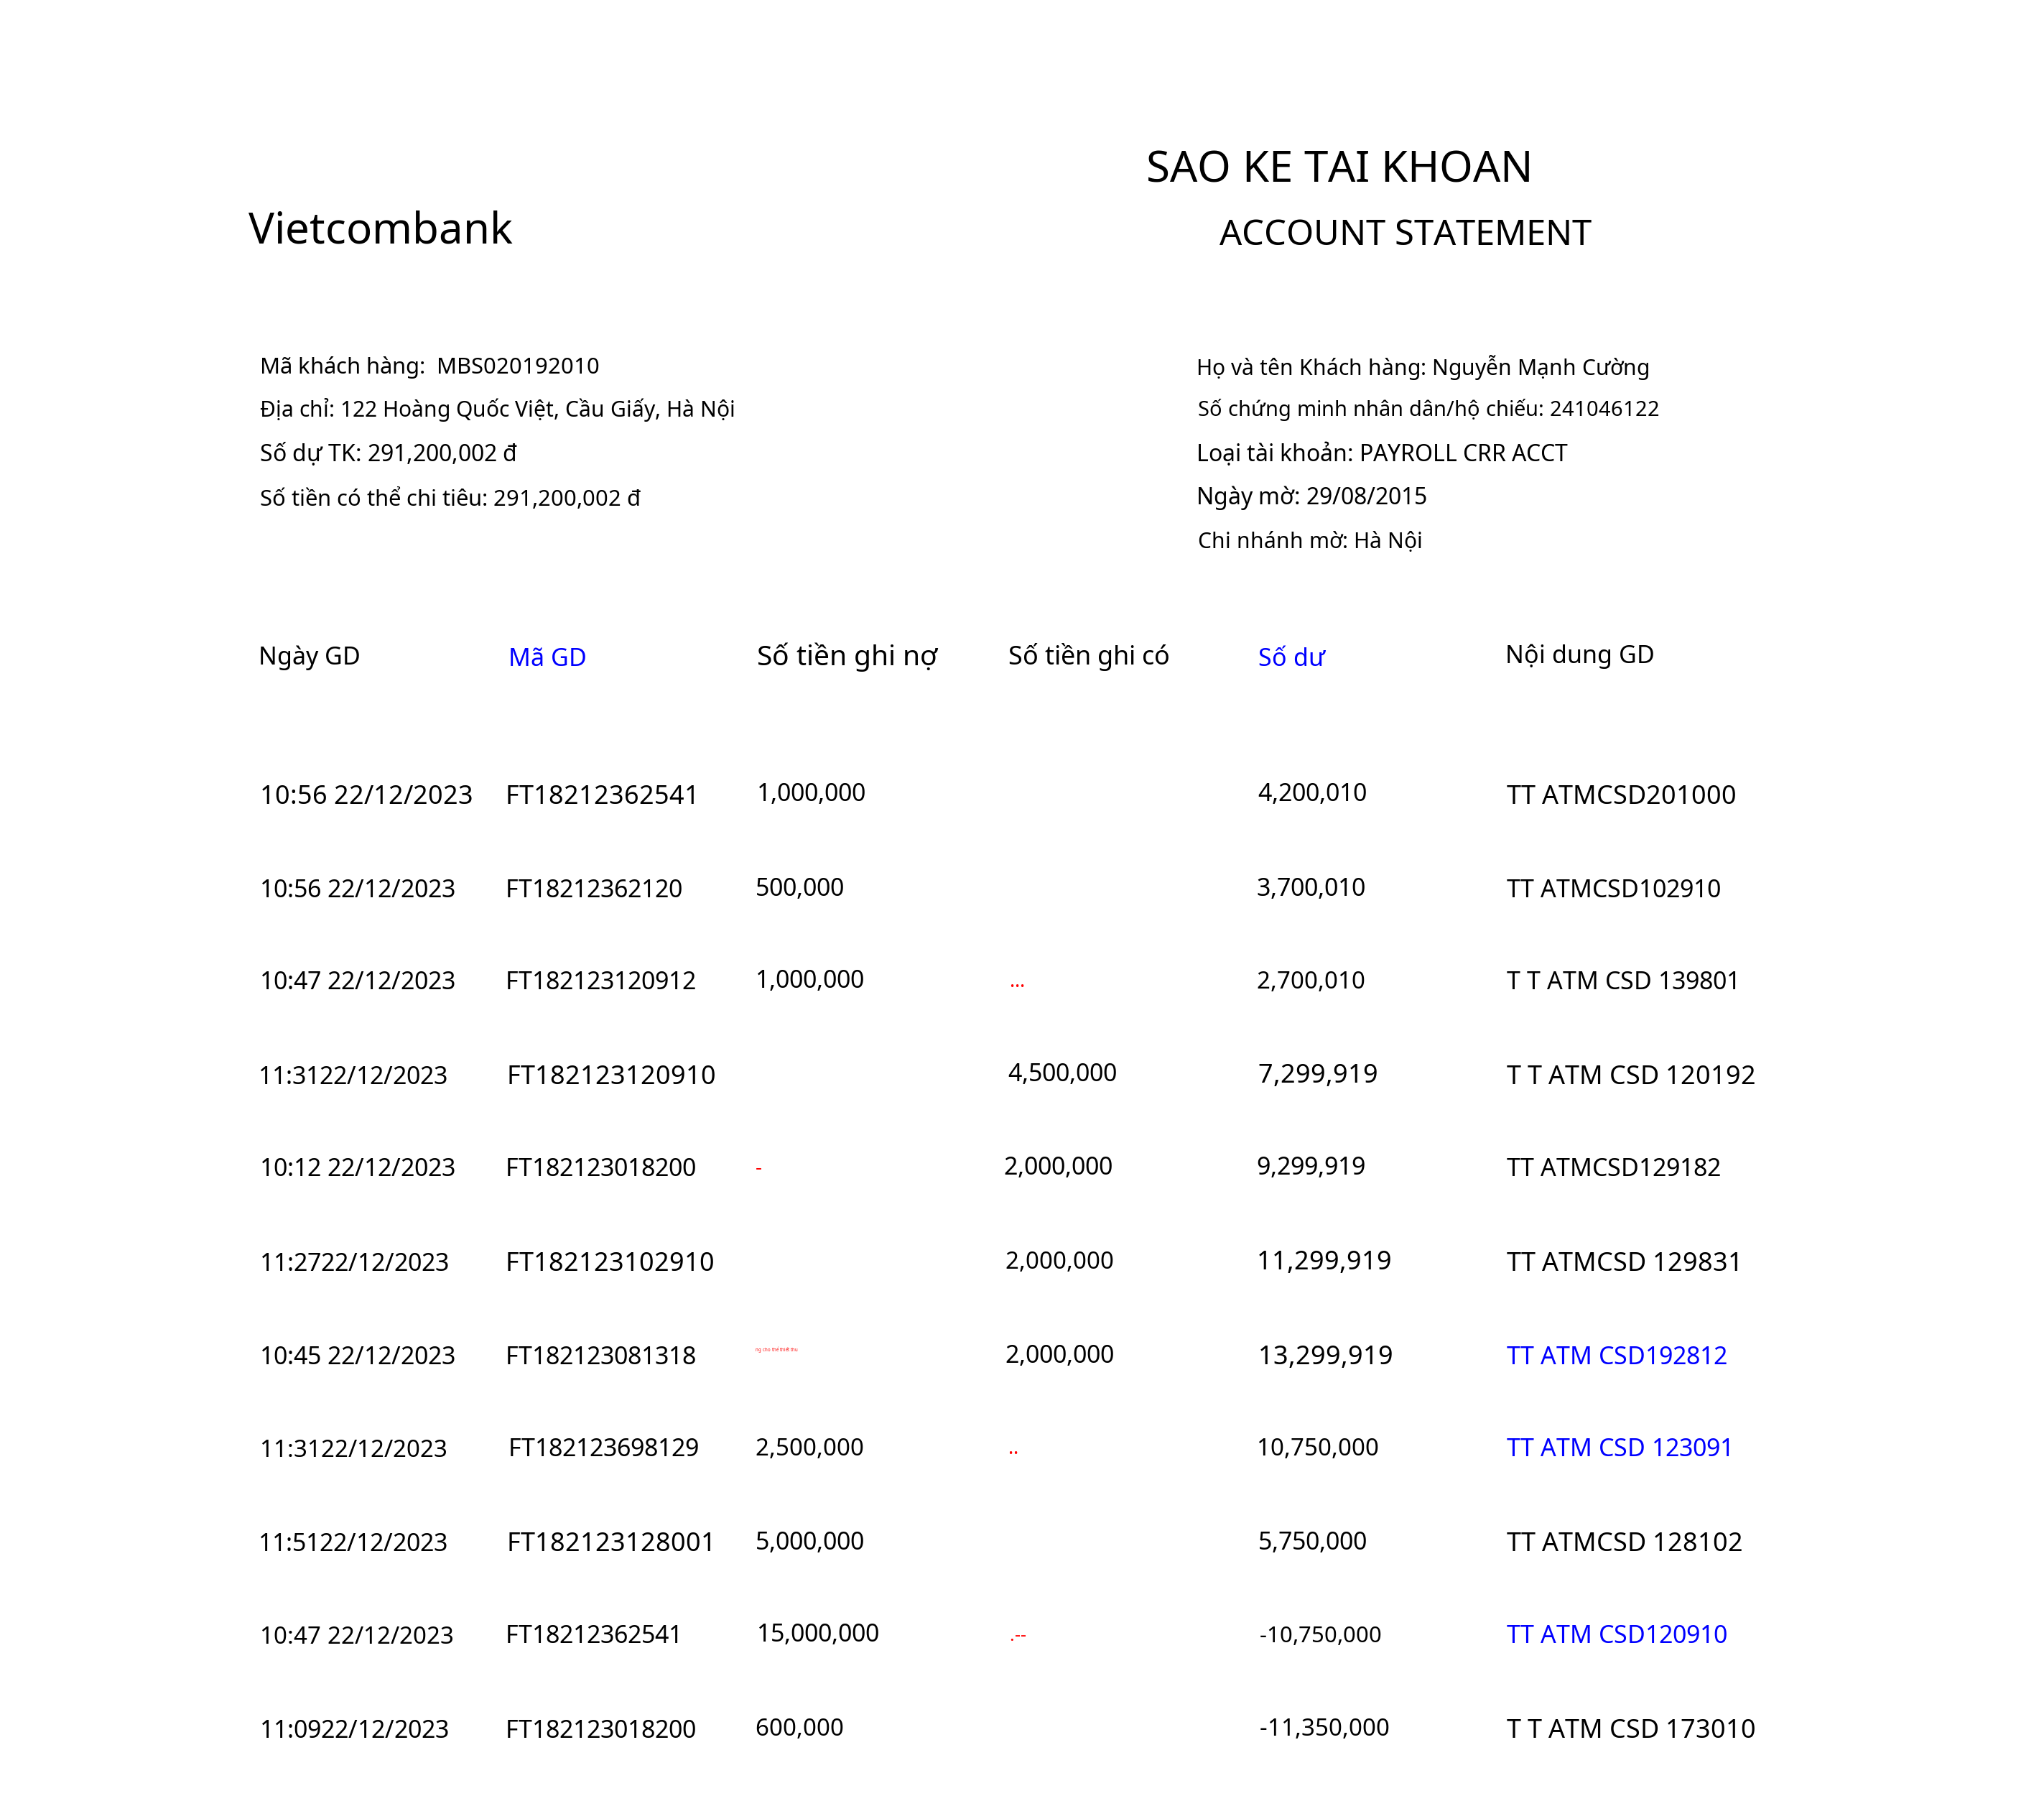 SAO KE TAI KHOAN
Vietcombank
ACCOUNT STATEMENT
Mã khách hàng: MBS020192010
Họ và tên Khách hàng: Nguyễn Mạnh Cường
Địa chỉ: 122 Hoàng Quốc Việt, Cầu Giấy, Hà Nội
Số chứng minh nhân dân/hộ chiếu: 241046122
Số dự TK: 291,200,002 đ
Loại tài khoản: PAYROLL CRR ACCT
Số tiền có thể chi tiêu: 291,200,002 đ
Ngày mờ: 29/08/2015
Chi nhánh mờ: Hà Nội
Ngày GD Mã GD Số tiền ghi nợ Số tiền ghi có Số dư Nội dung GD
10:56 22/12/2023 FT18212362541 1,000,000 4,200,010 TT ATMCSD201000
10:56 22/12/2023 FT18212362120 500,000 3,700,010 TT ATMCSD102910
10:47 22/12/2023 FT182123120912 1,000,000 ... 2,700,010 T T ATM CSD 139801
11:3122/12/2023 FT182123120910 4,500,000 7,299,919 T T ATM CSD 120192
10:12 22/12/2023 FT182123018200 - 2,000,000 9,299,919 TT ATMCSD129182
11:2722/12/2023 FT182123102910 2,000,000 11,299,919 TT ATMCSD 129831
10:45 22/12/2023 FT182123081318 2,000,000 13,299,919 TT ATM CSD192812
11:3122/12/2023 FT182123698129 2,500,000 .. 10,750,000 TT ATM CSD 123091
11:5122/12/2023 FT182123128001 5,000,000 5,750,000 TT ATMCSD 128102
10:47 22/12/2023 FT18212362541 15,000,000 .-- -10,750,000 TT ATM CSD120910
11:0922/12/2023 FT182123018200 600,000 -11,350,000 T T ATM CSD 173010